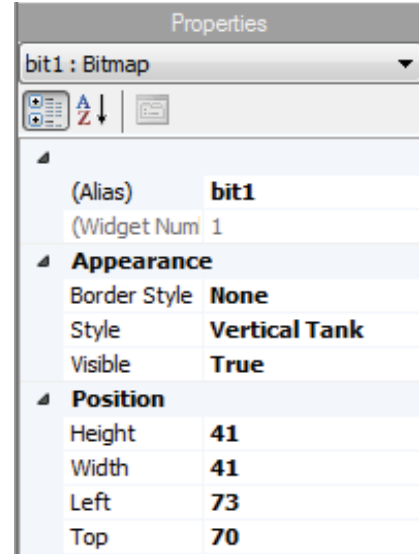 Properties
bit1 : Bitmap
(Alias) bit1
(Widget Num 1
Appearance
Border Style None
Style Vertical Tank
Visible True
Position
Height 41
Width 41
Left 73
Top 70